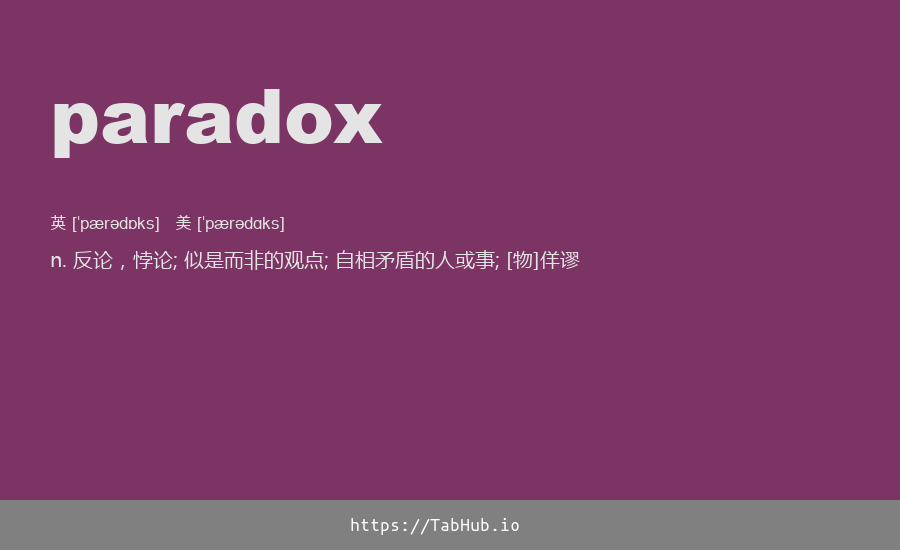 paradox
英 [ˈpærədɒks] 美 [ˈpærədɑks]
n. 反论，悖论; 似是而非的观点; 自相矛盾的人或事; [物]佯谬
https://TabHub.io